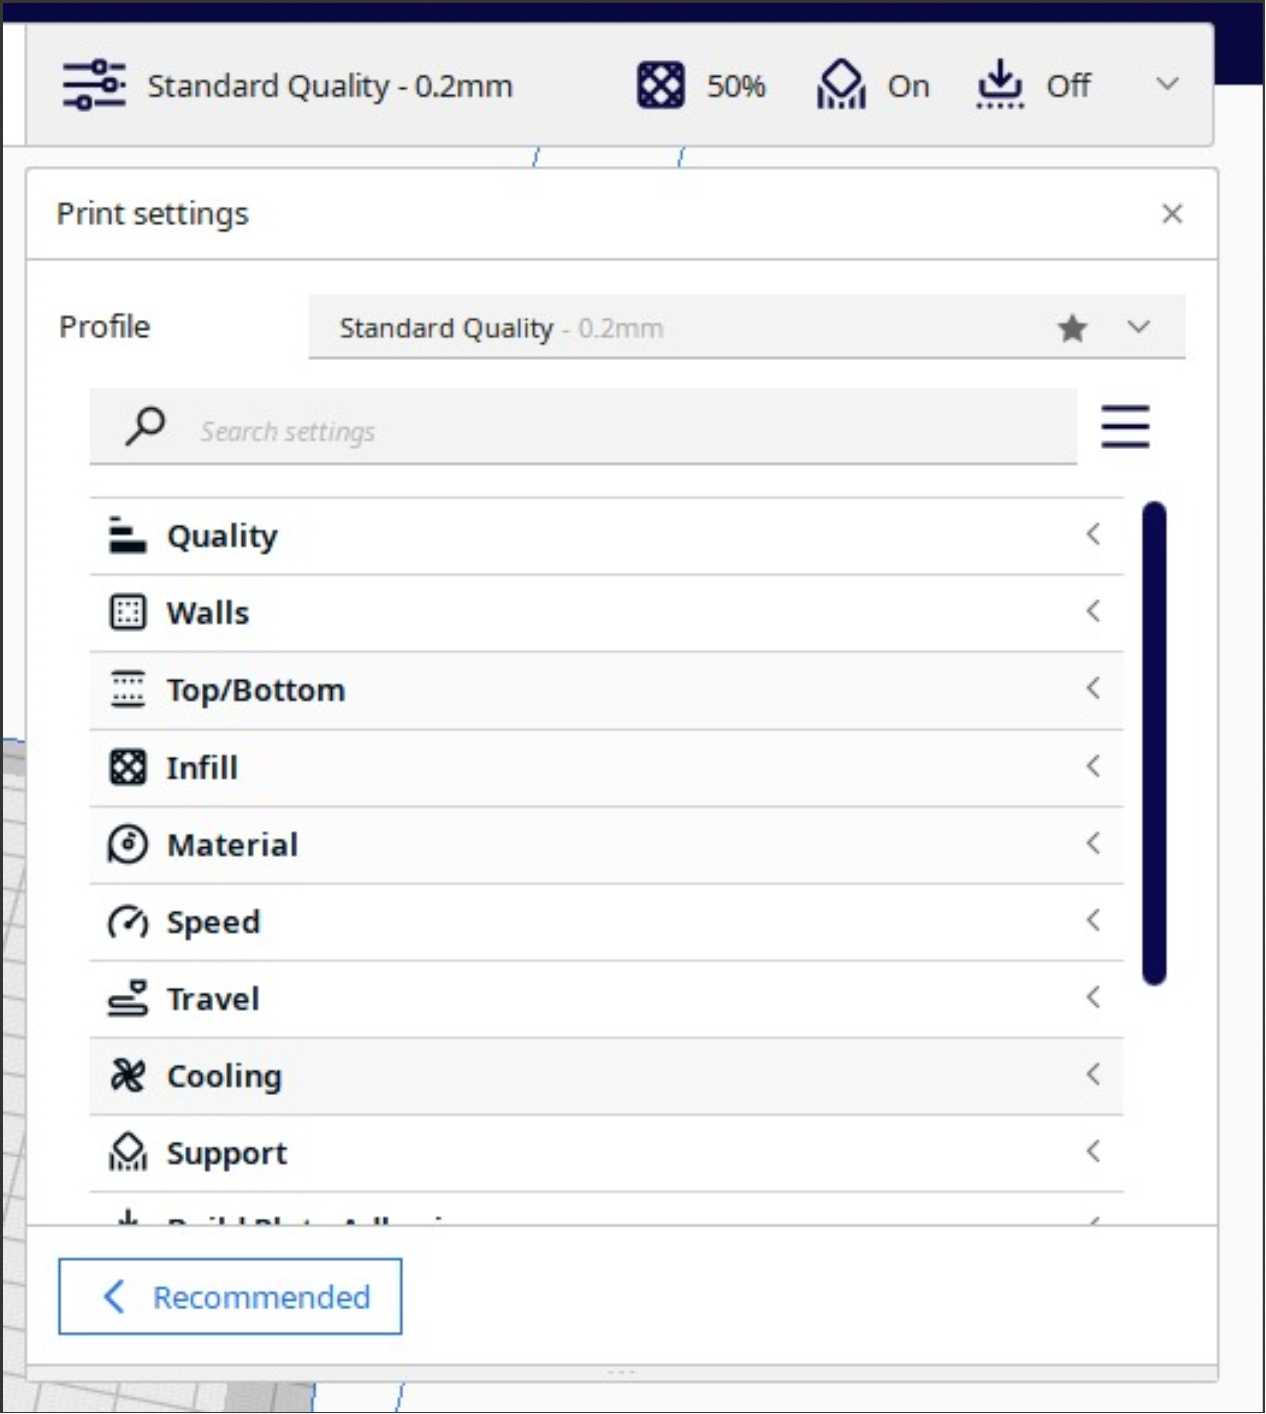 Standard Quality - 0.2mm 50% On Off
Print settings
Profile Standard Quality - 0.2mm
Search settings
Quality
Walls
Top/Bottom
Infill
Material
Speed
Travel
Cooling
Support
Recommended